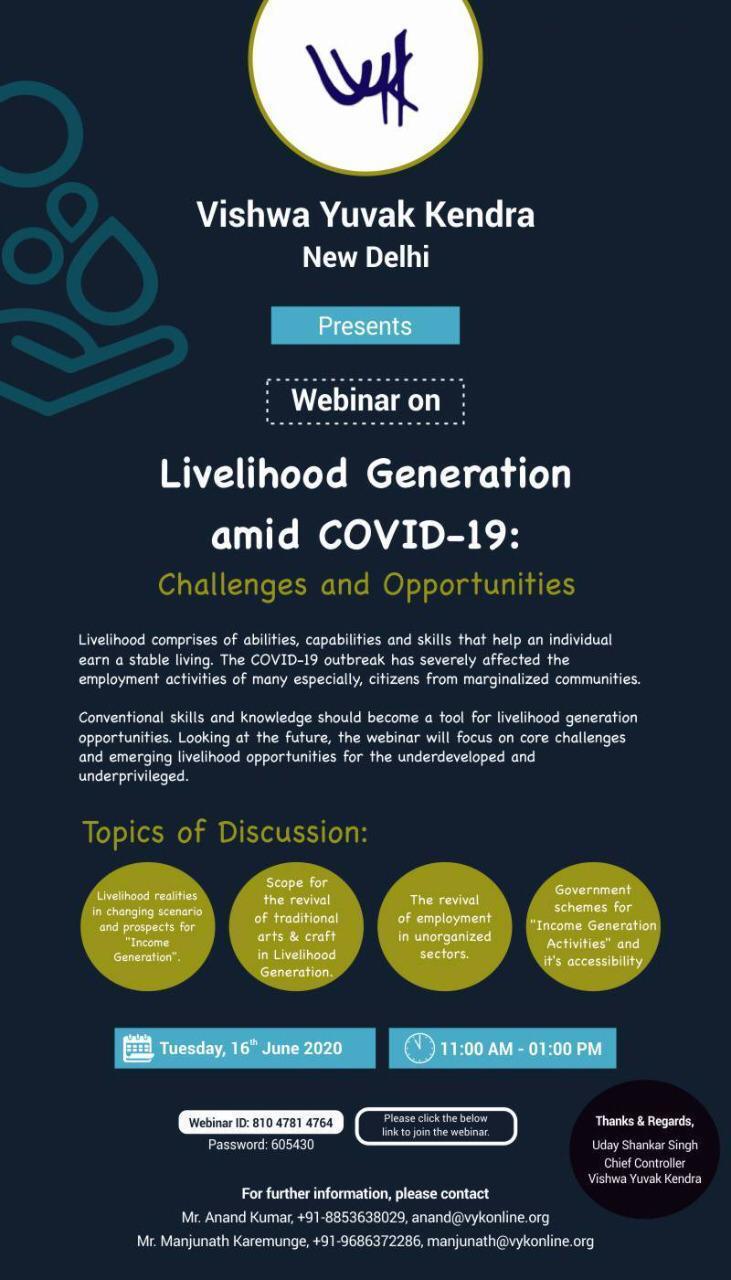 vyk
Vishwa Yuvak Kendra
New Delhi
Presents
Webinar on
Livelihood Generation
amid COVID-19:
Challenges and Opportunities
Livelihood comprises of abilities, capabilities and skills that help an individual
earn a stable living. The COVID-19 outbreak has severely affected the
employment activities of many especially, citizens from marginalized communities.
Conventional skills and knowledge should become a tool for livelihood generation
opportunities. Looking at the future, the webinar will focus on core challenges
and emerging livelihood opportunities for the underdeveloped and
underprivileged.
Topics of Discussion:
Livelihood realities
in changing scenario
and prospects for
"Income
Generation".
Scope for
the revival
of traditional
arts & craft
in Livelihood
Generation.
The revival
of employment
in unorganized
sectors.
Government
schemes for
"Income Generation
Activities" and
it's accessibility
Tuesday, 16th June 2020
11:00 AM - 01:00 PM
Webinar ID: 810 4781 4764
Password: 605430
Please click the below
link to join the webinar.
Thanks & Regards,
Uday Shankar Singh
Chief Controller
Vishwa Yuvak Kendra
For further information, please contact
Mr. Anand Kumar, +91-8853638029, anand@vykonline.org
Mr. Manjunath Karemunge, +91-9686372286, manjunath@vykonline.org